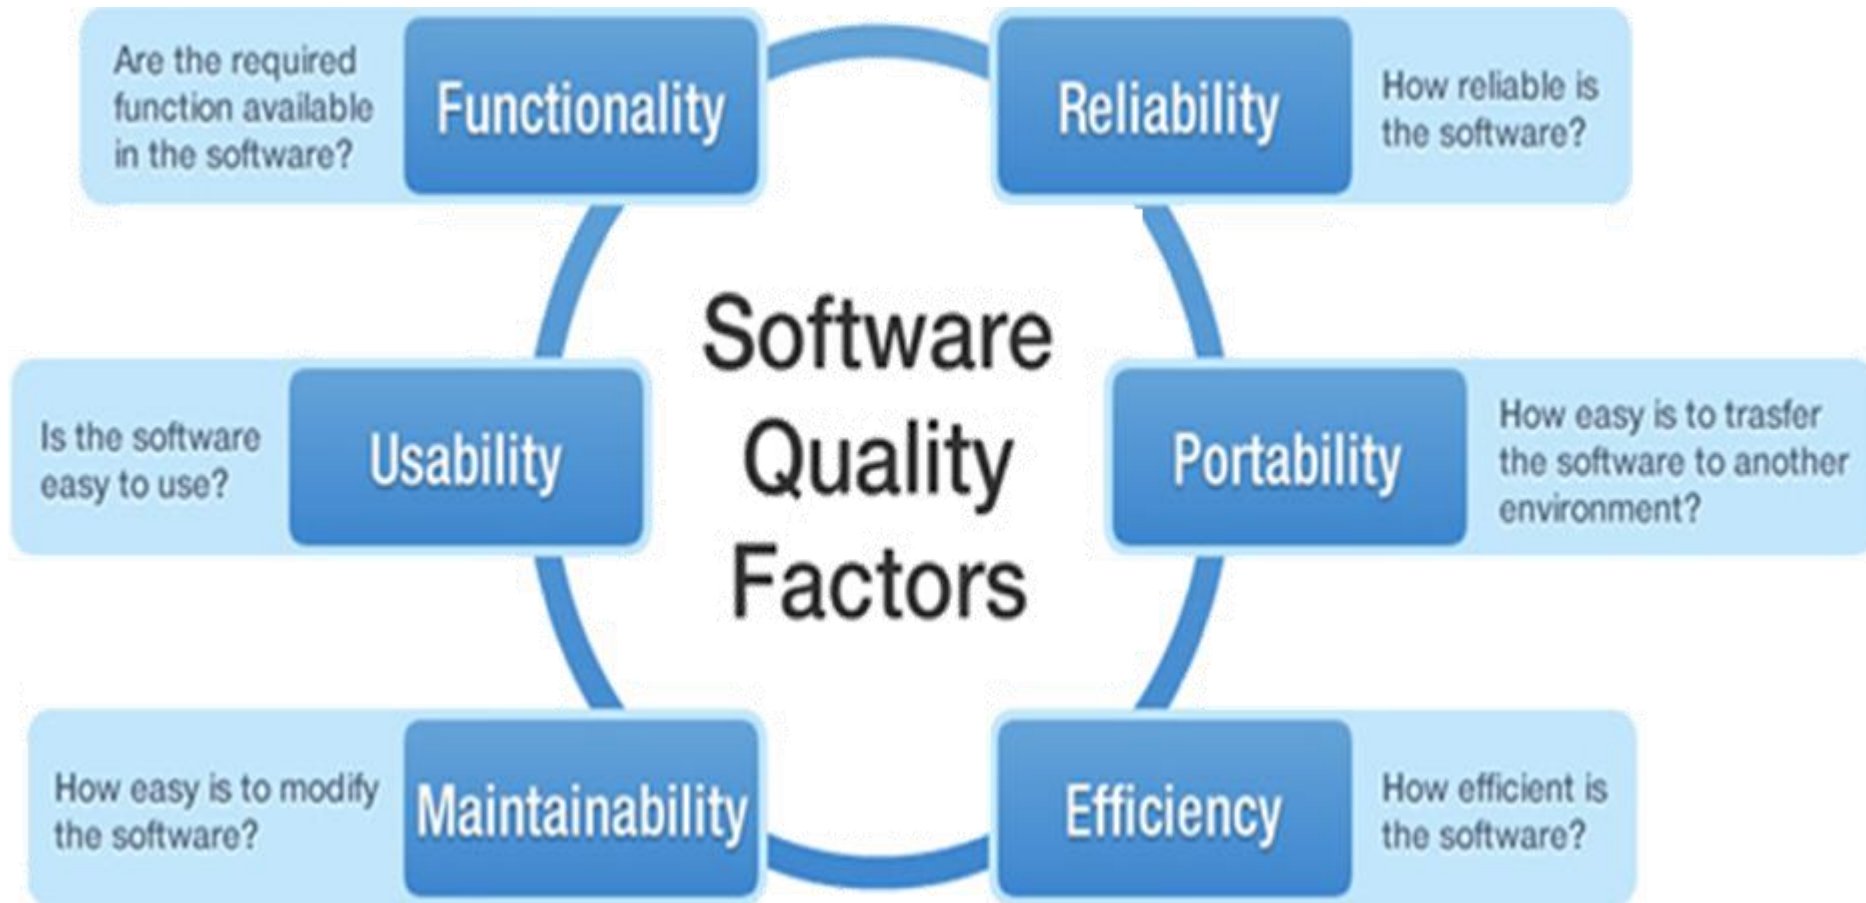 Are the required
function available
in the software?
Functionality
Reliability
How reliable is
the software?
Is the software
easy to use?
Usability
Software
Quality
Factors
Portability
How easy is to trasfer
the software to another
environment?
How easy is to modify
the software?
Maintainability
Efficiency
How efficient is
the software?